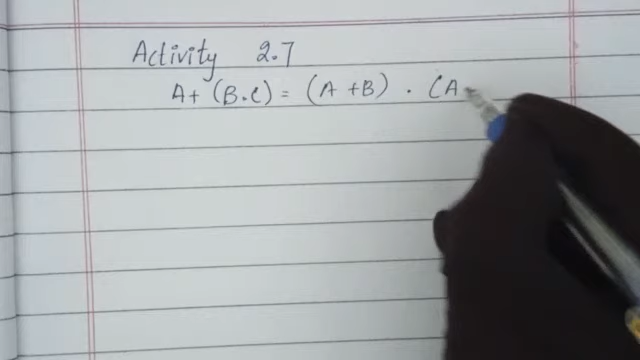 Activity 2.7
A+ (B.C) = (A +B) . (A